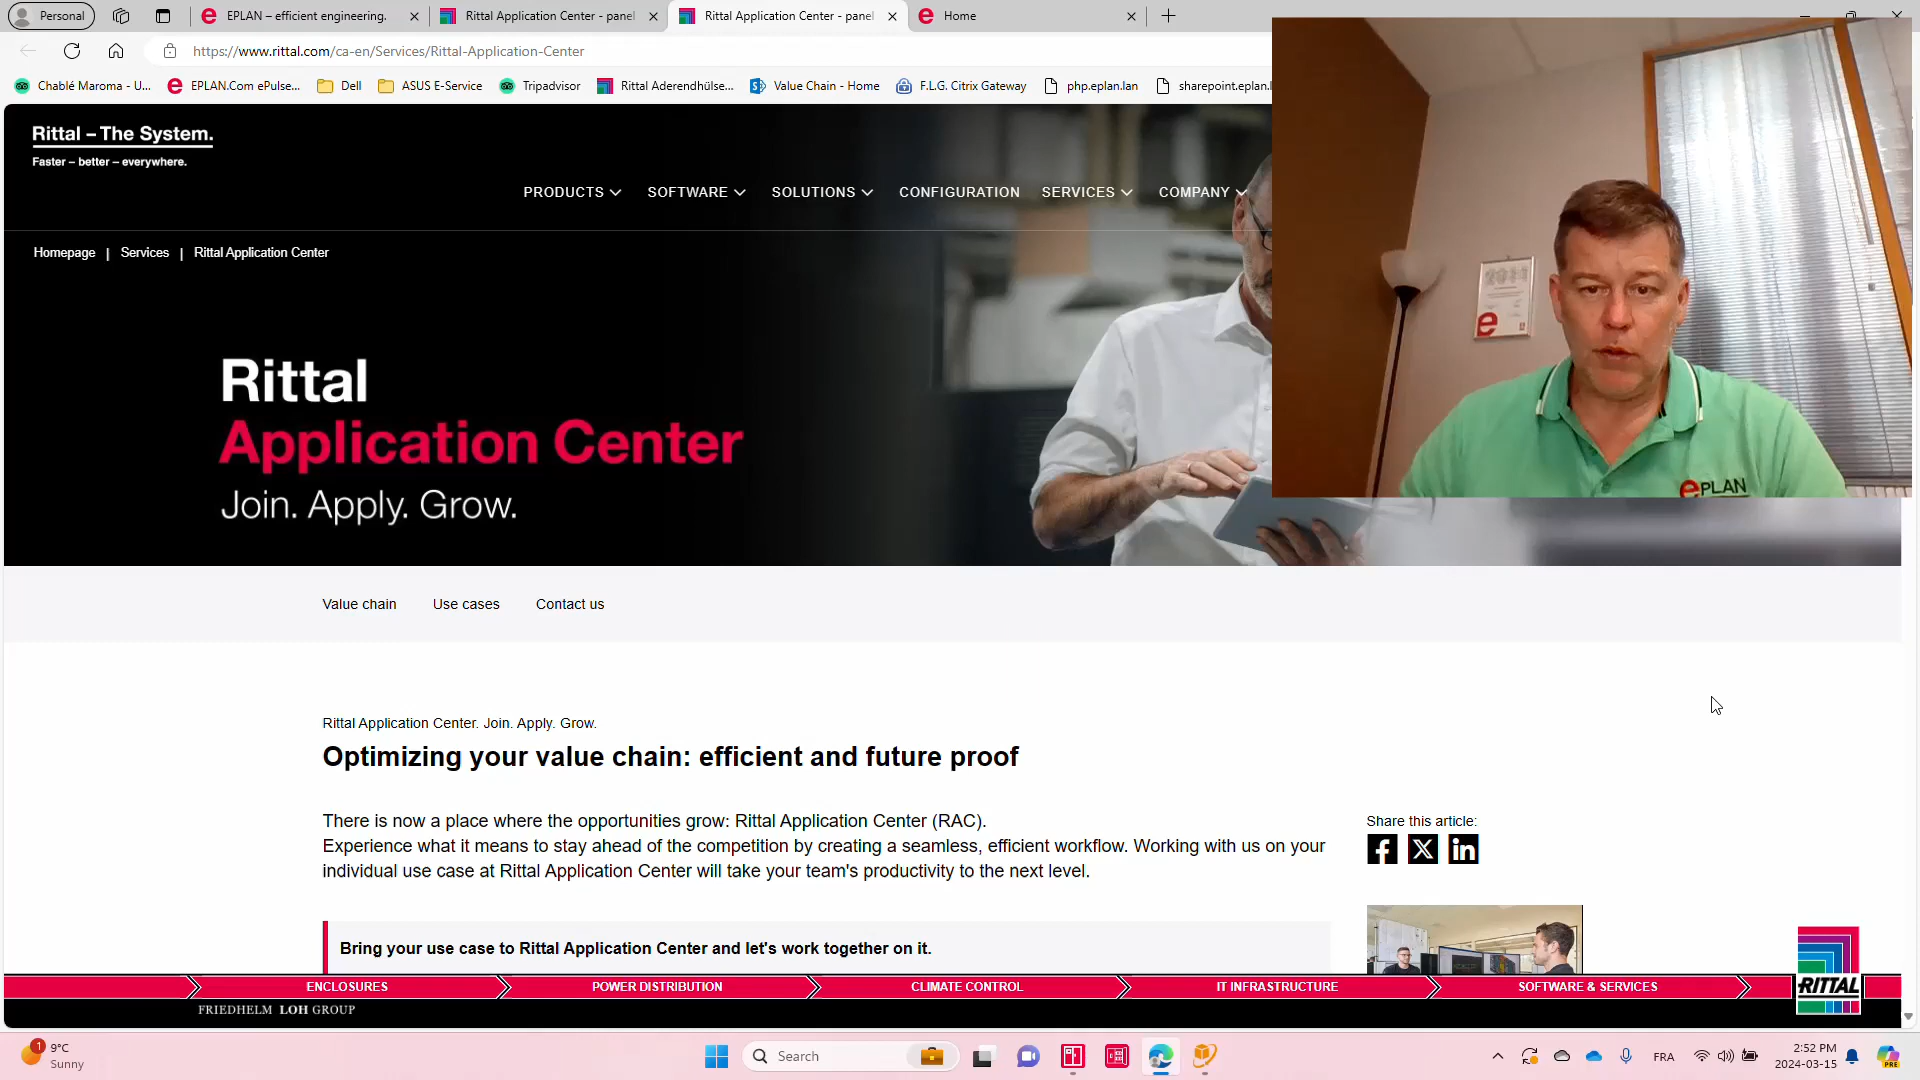 Personal
EPLAN – efficient engineering.
Rittal Application Center - panel
Rittal Application Center - panel
Home
https://www.rittal.com/ca-en/Services/Rittal-Application-Center
Chablé Maroma - U...
EPLAN.Com ePulse...
Dell
ASUS E-Service
Tripadvisor
Rittal Aderendhülse...
Value Chain - Home
F.L.G. Citrix Gateway
php.eplan.lan
sharepoint.eplan.l
Rittal – The System.
Faster – better – everywhere.
PRODUCTS
SOFTWARE
SOLUTIONS
CONFIGURATION
SERVICES
COMPANY
Homepage | Services | Rittal Application Center
Rittal
Application Center
Join. Apply. Grow.
ePLAN
Value chain
Use cases
Contact us
Rittal Application Center. Join. Apply. Grow.
Optimizing your value chain: efficient and future proof
There is now a place where the opportunities grow: Rittal Application Center (RAC).
Experience what it means to stay ahead of the competition by creating a seamless, efficient workflow. Working with us on your
individual use case at Rittal Application Center will take your team's productivity to the next level.
Share this article:
Bring your use case to Rittal Application Center and let's work together on it.
ENCLOSURES
POWER DISTRIBUTION
CLIMATE CONTROL
IT INFRASTRUCTURE
SOFTWARE & SERVICES
RITTAL
FRIEDHELM LOH GROUP
1
9°C
Sunny
Search
FRA
2:52 PM
2024-03-15
PRE